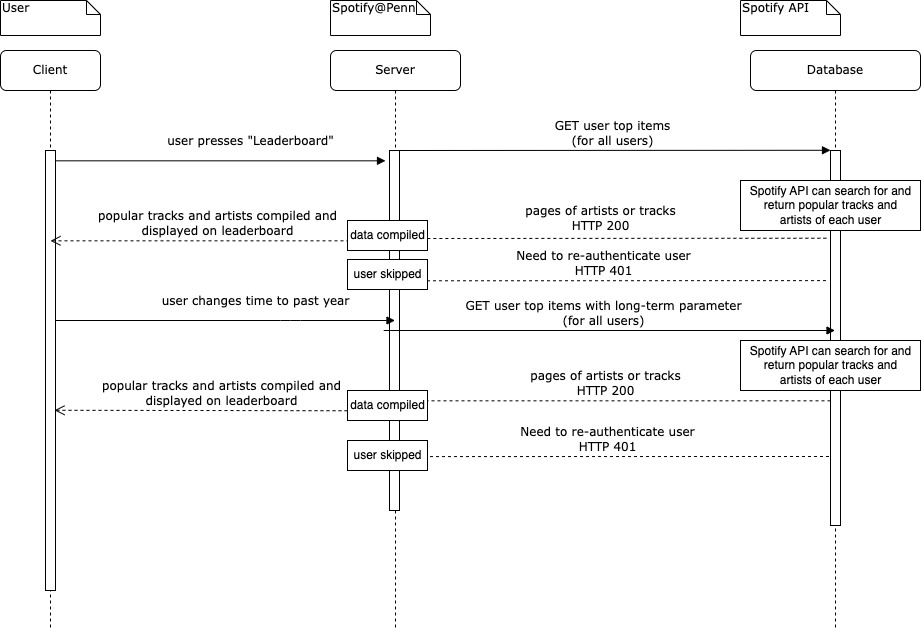 User
Spotify@Penn
Spotify API
Client
Server
Database
user presses "Leaderboard"
GET user top items
(for all users)
Spotify API can search for and
return popular tracks and
artists of each user
popular tracks and artists compiled and
displayed on leaderboard
data compiled
pages of artists or tracks
HTTP 200
user skipped
Need to re-authenticate user
HTTP 401
user changes time to past year
GET user top items with long-term parameter
(for all users)
Spotify API can search for and
return popular tracks and
artists of each user
popular tracks and artists compiled and
displayed on leaderboard
data compiled
pages of artists or tracks
HTTP 200
user skipped
Need to re-authenticate user
HTTP 401